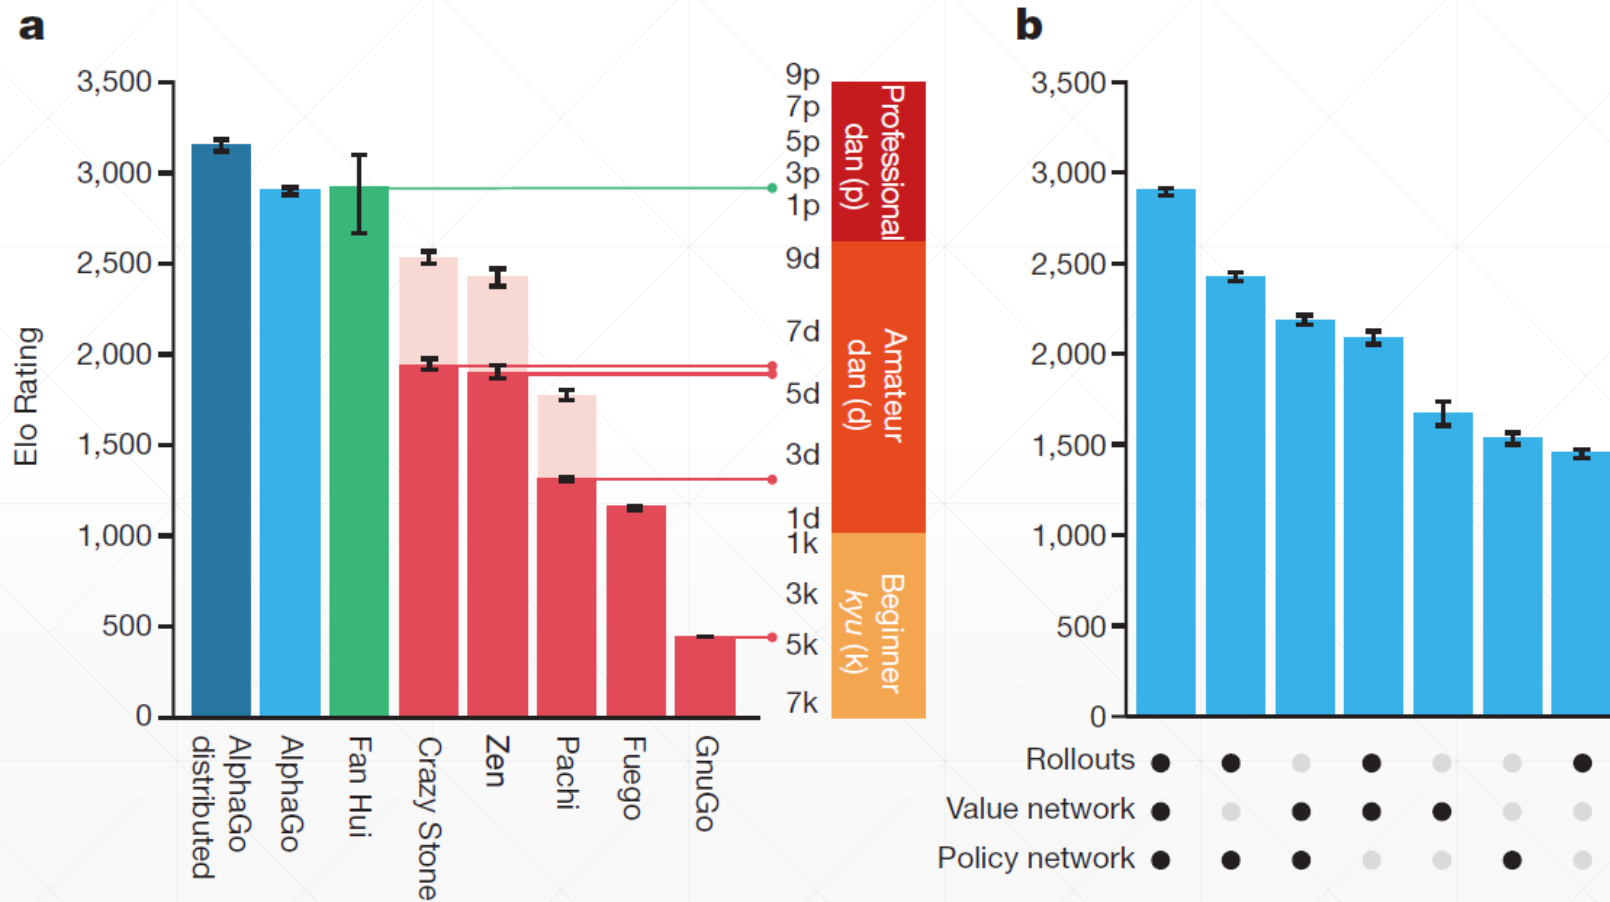 a
3,500
3,000
2,500
2,000
1,500
1,000
500
0
Elo Rating
AlphaGo
distributed
AlphaGo
Fan Hui
Crazy Stone
Zen
Pachi
Fuego
GnuGo
9p
7p
5p
3p
1p
9d
7d
5d
3d
1d
1k
3k
5k
7k
Professional
dan (p)
Amateur
dan (d)
Beginner
kyu (k)
b
3,500
3,000
2,500
2,000
1,500
1,000
500
0
Rollouts
Value network
Policy network